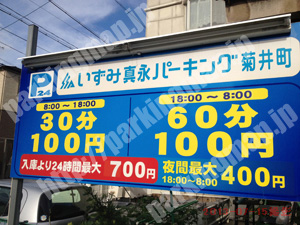 P 24 いずみ真永パーキング菊井町
8:00～18:00
30分
100円
18:00～8:00
60分
100円
入庫より24時間最大 700円
夜間最大 400円
18:00～8:00
parkingmap.jp